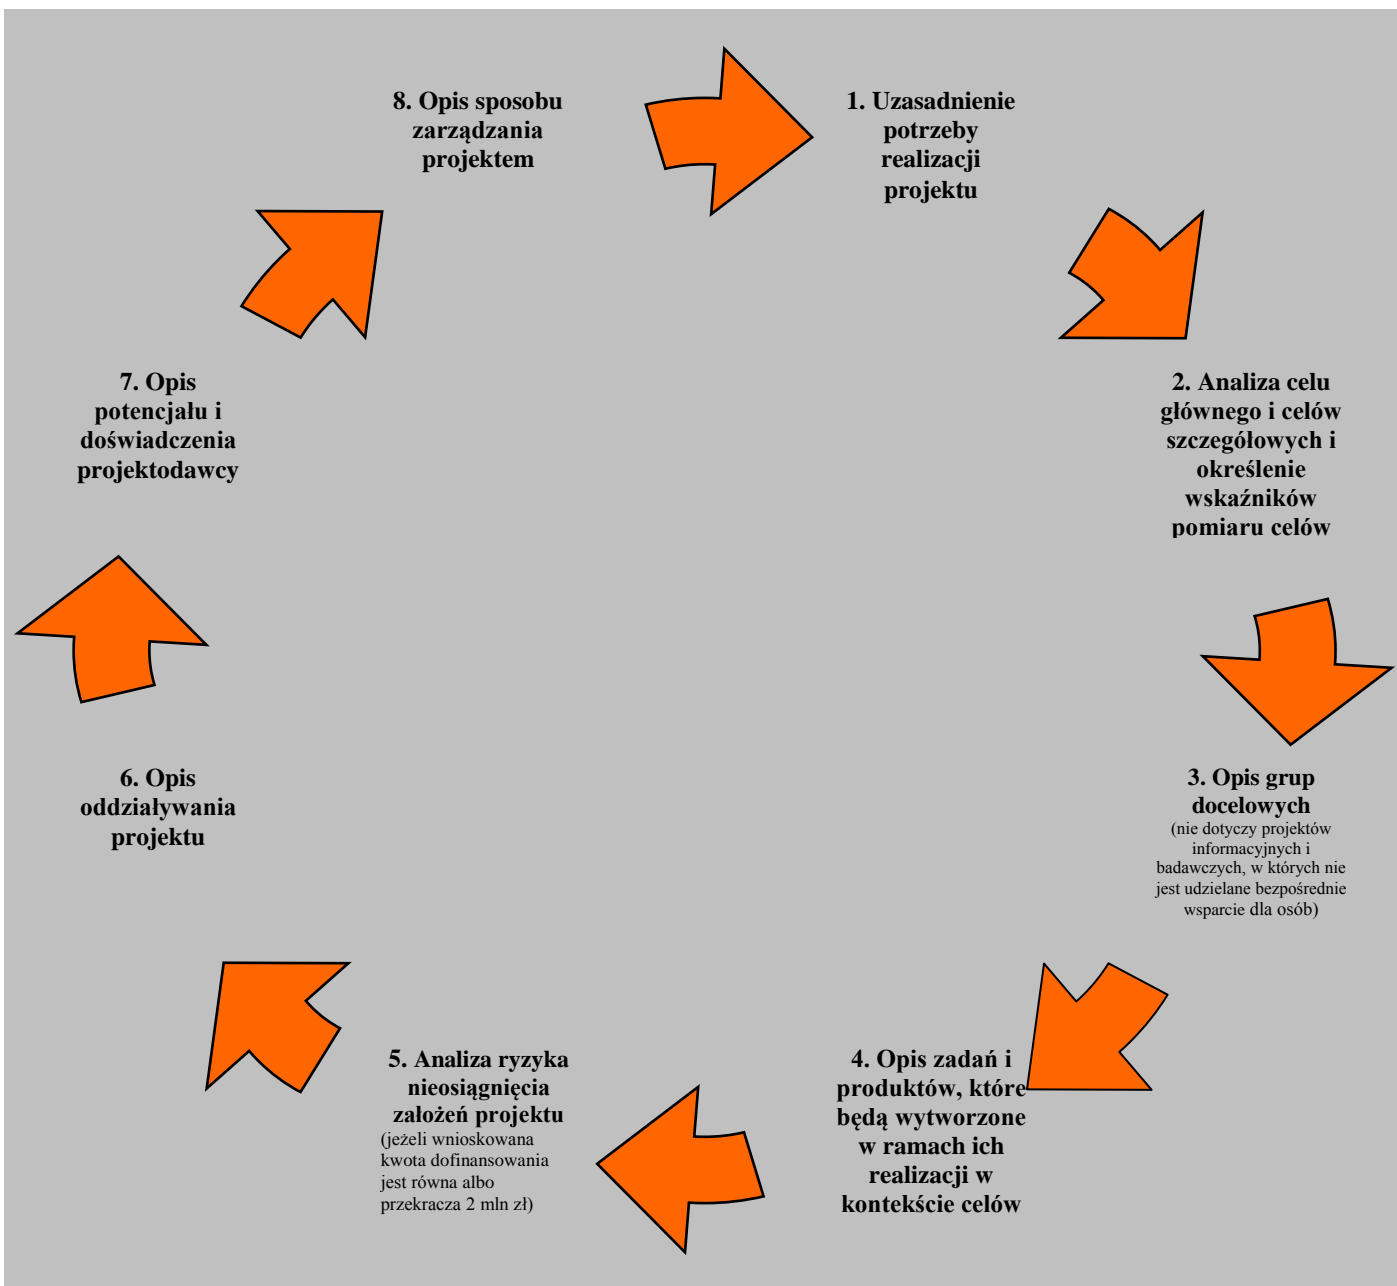 8. Opis sposobu
zarządzania
projektem
1. Uzasadnienie
potrzeby
realizacji
projektu
2. Analiza celu
głównego i celów
szczegółowych i
określenie
wskaźników
pomiaru celów
3. Opis grup
docelowych
(nie dotyczy projektów
informacyjnych i
badawczych, w których nie
jest udzielane bezpośrednie
wsparcie dla osób)
4. Opis zadań i
produktów, które
będą wytworzone
w ramach ich
realizacji w
kontekście celów
5. Analiza ryzyka
nieosiągnięcia
założeń projektu
(jeżeli wnioskowana
kwota dofinansowania
jest równa albo
przekracza 2 mln zł)
6. Opis
oddziaływania
projektu
7. Opis
potencjału i
doświadczenia
projektodawcy